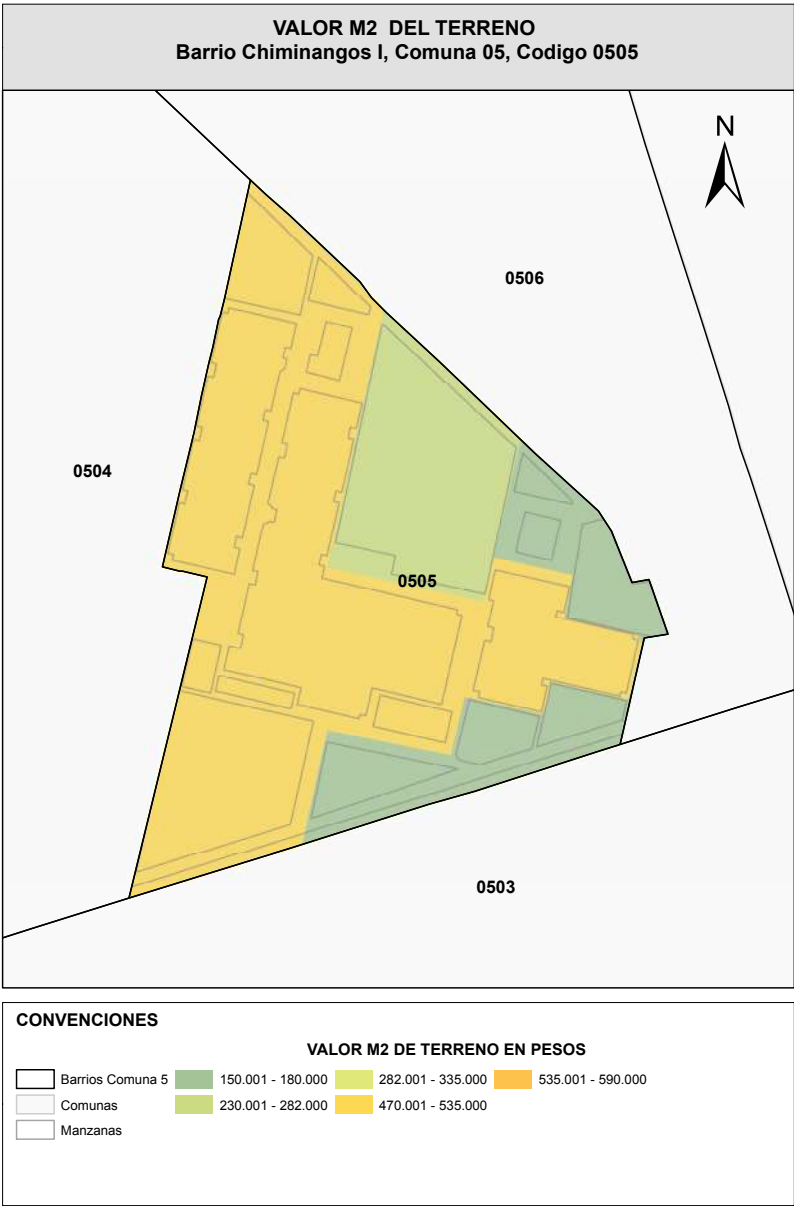 VALOR M2 DEL TERRENO
Barrio Chiminangos I, Comuna 05, Codigo 0505
N
0506
0504
0505
0503
CONVENCIONES
VALOR M2 DE TERRENO EN PESOS
Barrios Comuna 5 150.001 - 180.000 282.001 - 335.000 535.001 - 590.000
Comunas 230.001 - 282.000 470.001 - 535.000
Manzanas